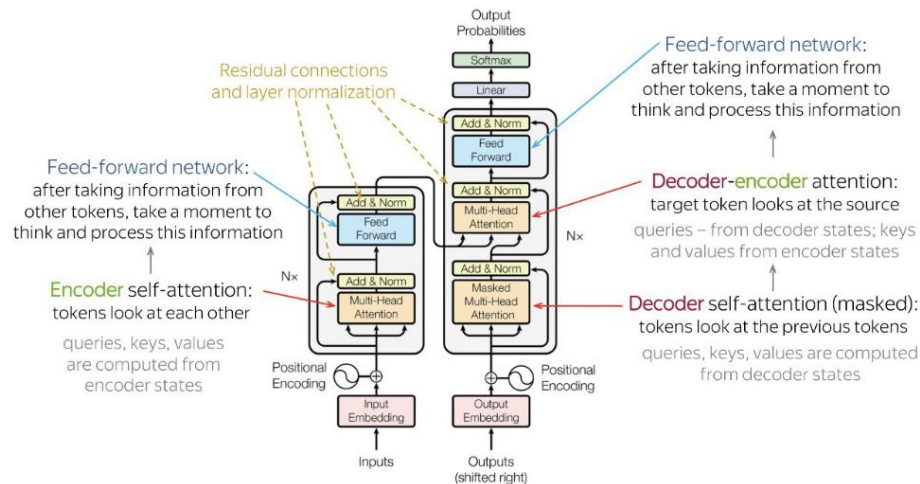 Output
Probabilities
Softmax
Linear
Add & Norm
Feed
Forward
Add & Norm
Multi-Head
Attention
Add & Norm
Masked
Multi-Head
Attention
Nx
Positional
Encoding
Output
Embedding
Outputs
(shifted right)
Add & Norm
Feed
Forward
Add & Norm
Multi-Head
Attention
Nx
Positional
Encoding
Input
Embedding
Inputs
Residual connections
and layer normalization
Feed-forward network:
after taking information from
other tokens, take a moment to
think and process this information
Encoder self-attention:
tokens look at each other
queries, keys, values
are computed from
encoder states
Feed-forward network:
after taking information from
other tokens, take a moment to
think and process this information
Decoder-encoder attention:
target token looks at the source
queries – from decoder states; keys
and values from encoder states
Decoder self-attention (masked):
tokens look at the previous tokens
queries, keys, values are computed
from decoder states